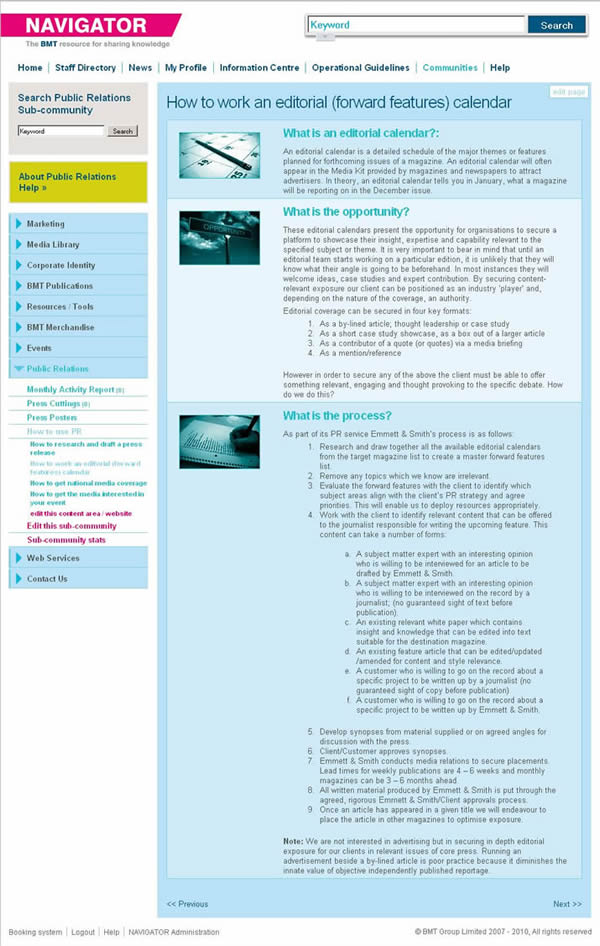 NAVIGATOR
The BMT resource for sharing knowledge
Keyword
Search
Home
Staff Directory
News
My Profile
Information Centre
Operational Guidelines
Communities
Help
Search Public Relations
Sub-community
Keyword
Search
About Public Relations
Help »
Marketing
Media Library
Corporate Identity
BMT Publications
Resources / Tools
BMT Merchandise
Events
Public Relations
Monthly Activity Report (0)
Press Cuttings (0)
Press Posters
How to use PR
How to research and draft a press
release
How to work an editorial (forward
features) calendar
How to get national media coverage
How to get the media interested in
your event
edit this content area / website
Edit this sub-community
Sub-community stats
Web Services
Contact Us
edit page
How to work an editorial (forward features) calendar
What is an editorial calendar?:
An editorial calendar is a detailed schedule of the major themes or features
planned for forthcoming issues of a magazine. An editorial calendar will often
appear in the Media Kit provided by magazines and newspapers to attract
advertisers. In theory, an editorial calendar tells you in January, what a magazine
will be reporting on in the December issue.
OPPORTUNITY
What is the opportunity?
These editorial calendars present the opportunity for organisations to secure a
platform to showcase their insight, expertise and capability relevant to the
specified subject or theme. It is very important to bear in mind that until an
editorial team starts working on a particular edition, it is unlikely that they will
know what their angle is going to be beforehand. In most instances they will
welcome ideas, case studies and expert contribution. By securing content-
relevant exposure our client can be positioned as an industry 'player' and,
depending on the nature of the coverage, an authority.
Editorial coverage can be secured in four key formats:
1. As a by-lined article; thought leadership or case study
2. As a short case study showcase, as a box out of a larger article
3. As a contributor of a quote (or quotes) via a media briefing
4. As a mention/reference
However in order to secure any of the above the client must be able to offer
something relevant, engaging and thought provoking to the specific debate. How
do we do this?
What is the process?
As part of its PR service Emmett & Smith's process is as follows:
1. Research and draw together all the available editorial calendars
from the target magazine list to create a master forward features
list.
2. Remove any topics which we know are irrelevant.
3. Evaluate the forward features with the client to identify which
subject areas align with the client's PR strategy and agree
priorities. This will enable us to deploy resources appropriately.
4. Work with the client to identify relevant content that can be offered
to the journalist responsible for writing the upcoming feature. This
content can take a number of forms:
a. A subject matter expert with an interesting opinion
who is willing to be interviewed for an article to be
drafted by Emmett & Smith.
b. A subject matter expert with an interesting opinion
who is willing to be interviewed on the record by a
journalist; (no guaranteed sight of text before
publication).
c. An existing relevant white paper which contains
insight and knowledge that can be edited into text
suitable for the destination magazine.
d. An existing feature article that can be edited/updated
/amended for content and style relevance.
e. A customer who is willing to go on the record about a
specific project to be written up by a journalist (no
guaranteed sight of copy before publication)
f. A customer who is willing to go on the record about a
specific project to be written up by Emmett & Smith.
5. Develop synopses from material supplied or on agreed angles for
discussion with the press.
6. Client/Customer approves synopses.
7. Emmett & Smith conducts media relations to secure placements.
Lead times for weekly publications are 4 – 6 weeks and monthly
magazines can be 3 – 6 months ahead.
8. All written material produced by Emmett & Smith is put through the
agreed, rigorous Emmett & Smith/Client approvals process.
9. Once an article has appeared in a given title we will endeavour to
place the article in other magazines to optimise exposure.
Note: We are not interested in advertising but in securing in depth editorial
exposure for our clients in relevant issues of core press. Running an
advertisement beside a by-lined article is poor practice because it diminishes the
innate value of objective independently published reportage.
<< Previous
Next >>
Booking system
Logout
Help
NAVIGATOR Administration
© BMT Group Limited 2007 - 2010, All rights reserved